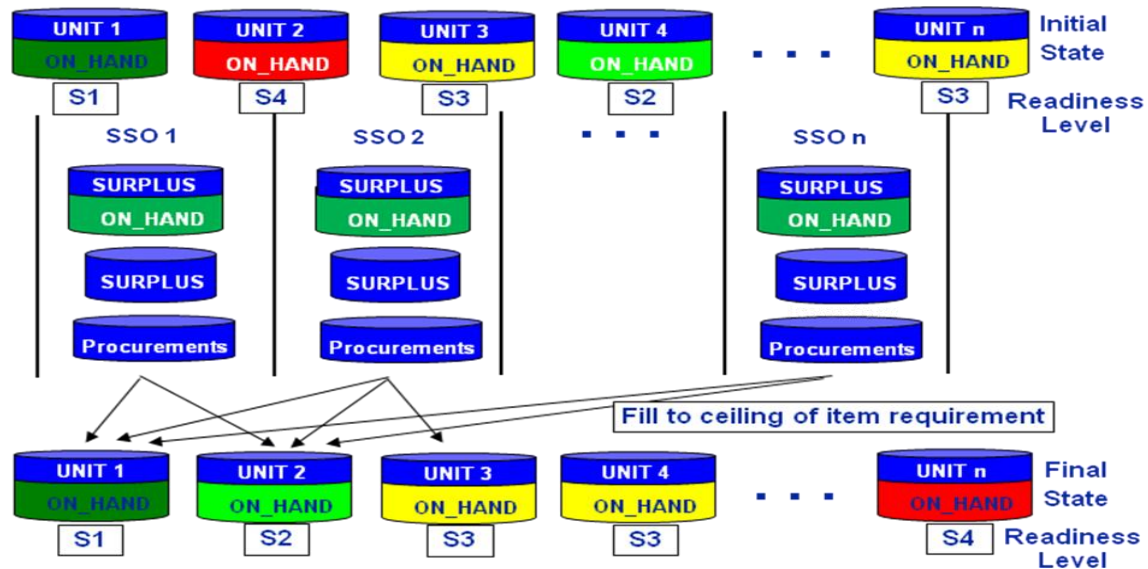 UNIT 1 UNIT 2 UNIT 3 UNIT 4 . . . UNIT n Initial
ON_HAND ON_HAND ON_HAND ON_HAND ON_HAND State
S1 S4 S3 S2 S3 Readiness
Level
SSO 1 SSO 2 . . . SSO n
SURPLUS SURPLUS SURPLUS
ON_HAND ON_HAND ON_HAND
SURPLUS SURPLUS SURPLUS
Procurements Procurements Procurements
Fill to ceiling of item requirement
UNIT 1 UNIT 2 UNIT 3 UNIT 4 . . . UNIT n Final
ON_HAND ON_HAND ON_HAND ON_HAND ON_HAND State
S1 S2 S3 S3 S4 Readiness
Level